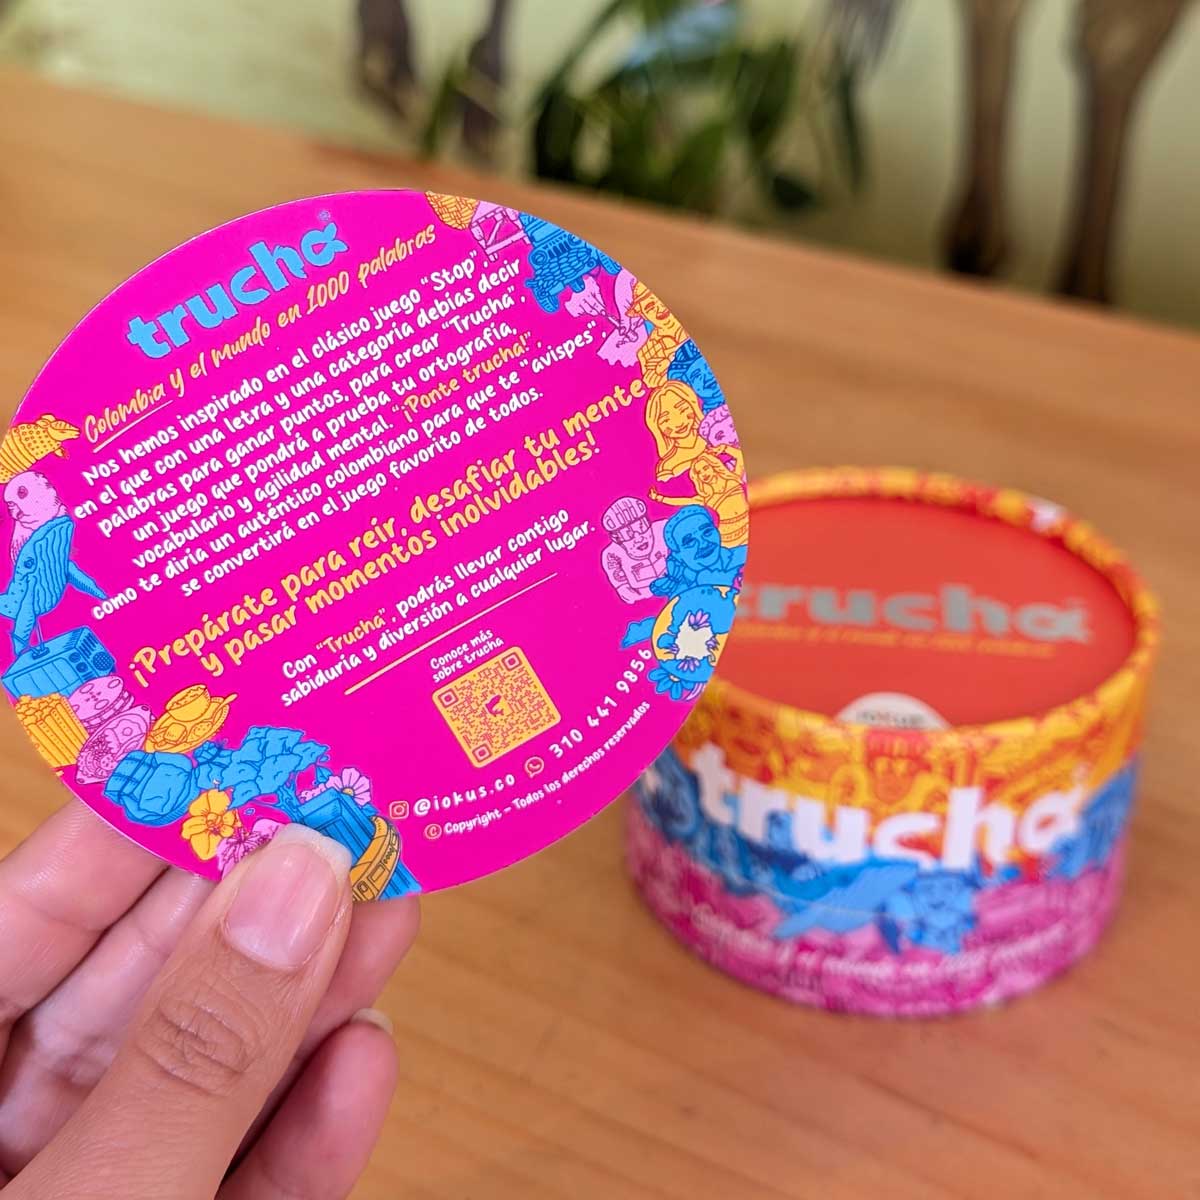 trucha
Colombia y el Mundo en 1000 palabras
Nos hemos inspirado en el clásico juego "Stop"
en el que con una letra y una categoría debías decir
palabras para ganar puntos, para crear "Trucha",
un juego que pondrá a prueba tu ortografía,
vocabulario y agilidad mental. "¡Ponte trucha!",
como te diría un auténtico colombiano para que te "avispes".
se convertirá en el juego favorito de todos.
¡Prepárate para reír, desafiar tu mente
y pasar momentos inolvidables!
Con "Trucha", podrás llevar contigo
sabiduría y diversión a cualquier lugar.
Conoce más
sobre trucha
@iokus.co 310 441 9856
© Copyright - Todos los derechos reservados
trucha
trucha